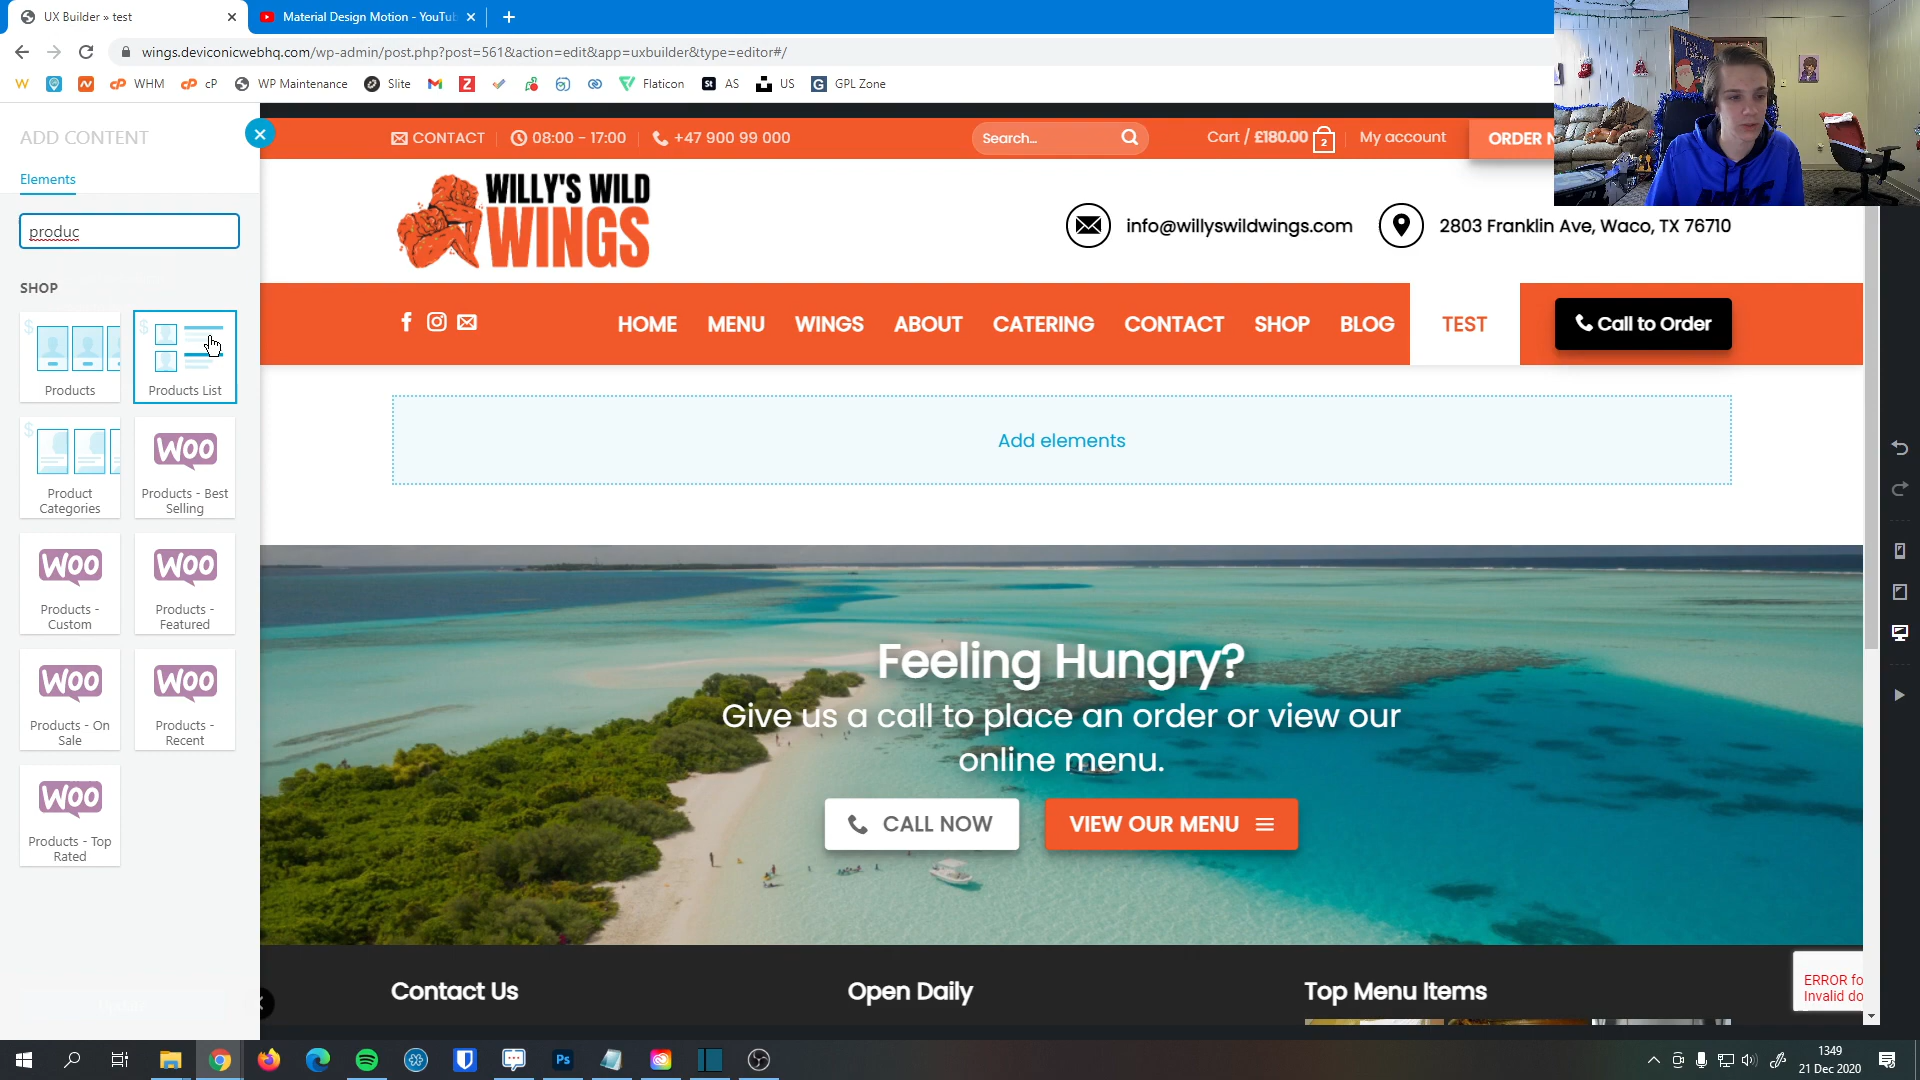 UX Builder » test
Material Design Motion - YouTub
wings.deviconicwebhq.com/wp-admin/post.php?post=561&action=edit&app=uxbuilder&type=editor#/
WHM
cP
WP Maintenance
Slite
Flaticon
AS
US
GPL Zone
ADD CONTENT
Elements
produc
SHOP
Products
Products List
Product
Categories
WOO
Products - Best
Selling
WOO
Products -
Custom
WOO
Products -
Featured
WOO
Products - On
Sale
WOO
Products -
Recent
WOO
Products - Top
Rated
CONTACT
08:00 - 17:00
+47 900 99 000
Search...
Cart / £180.00
2
My account
ORDER N
WILLY'S WILD
WINGS
info@willyswildwings.com
2803 Franklin Ave, Waco, TX 76710
HOME
MENU
WINGS
ABOUT
CATERING
CONTACT
SHOP
BLOG
TEST
Call to Order
Add elements
Feeling Hungry?
Give us a call to place an order or view our
online menu.
CALL NOW
VIEW OUR MENU
Contact Us
Open Daily
Top Menu Items
ERROR fo
Invalid do
1349
21 Dec 2020